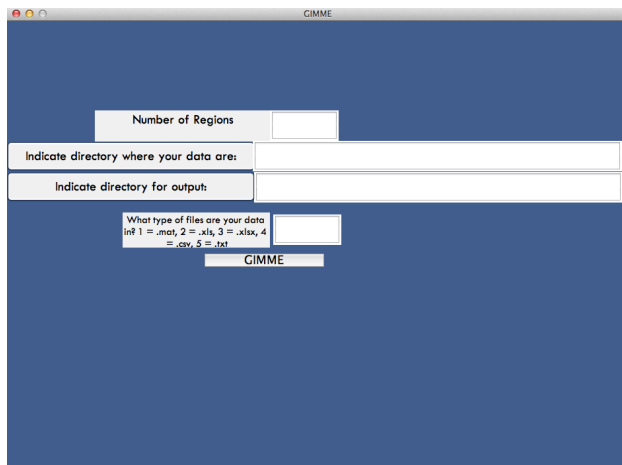 GIMME
Number of Regions
Indicate directory where your data are:
Indicate directory for output:
What type of files are your data
in? 1 = .mat, 2 = .xls, 3 = .xlsx, 4
= .csv, 5 = .txt
GIMME